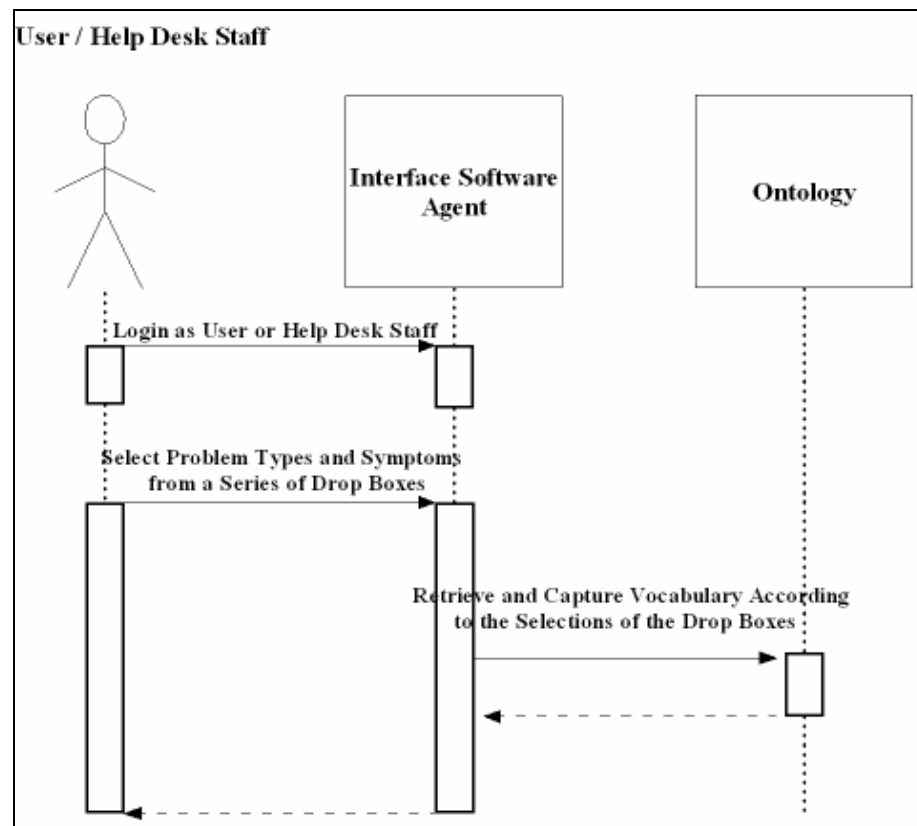 User / Help Desk Staff
Interface Software
Agent
Ontology
Login as User or Help Desk Staff
Select Problem Types and Symptoms
from a Series of Drop Boxes
Retrieve and Capture Vocabulary According
to the Selections of the Drop Boxes